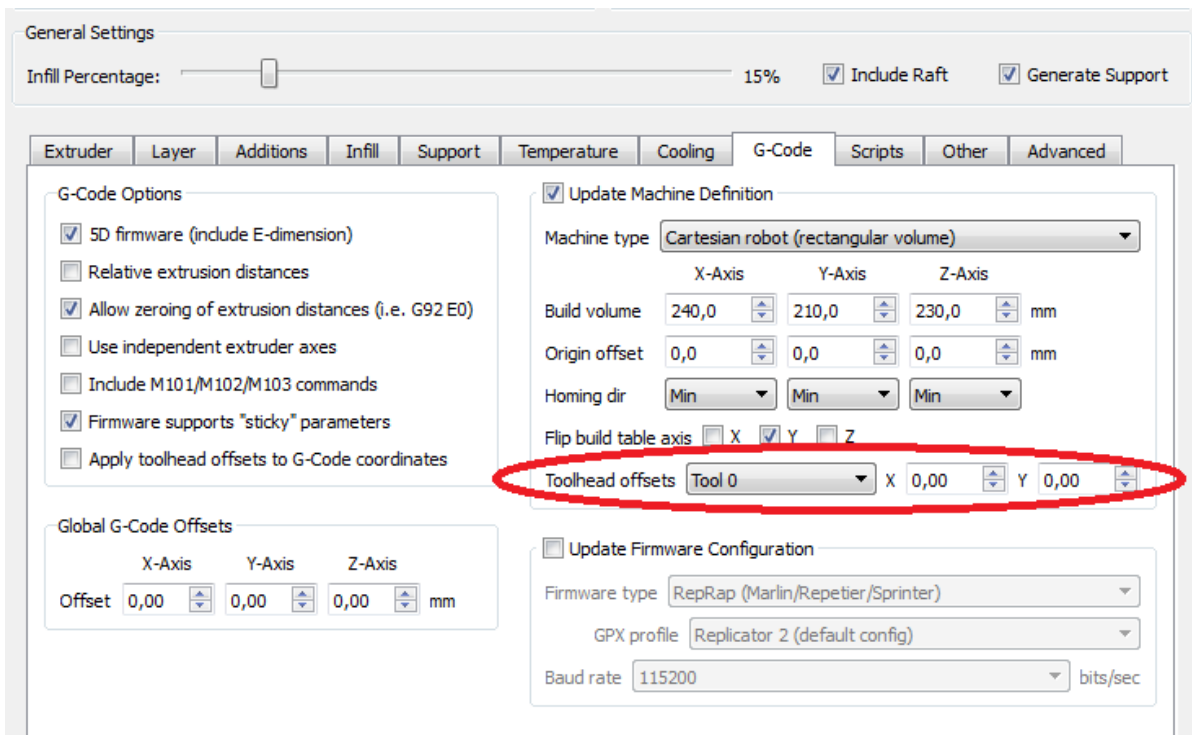 General Settings
Infill Percentage: 15% Include Raft Generate Support
Extruder Layer Additions Infill Support Temperature Cooling G-Code Scripts Other Advanced
G-Code Options
5D firmware (include E-dimension)
Relative extrusion distances
Allow zeroing of extrusion distances (i.e. G92 E0)
Use independent extruder axes
Include M101/M102/M103 commands
Firmware supports "sticky" parameters
Apply toolhead offsets to G-Code coordinates
Global G-Code Offsets
X-Axis Y-Axis Z-Axis
Offset 0,00 0,00 0,00 mm
Update Machine Definition
Machine type Cartesian robot (rectangular volume)
X-Axis Y-Axis Z-Axis
Build volume 240,0 210,0 230,0 mm
Origin offset 0,0 0,0 0,0 mm
Homing dir Min Min Min
Flip build table axis X Y Z
Toolhead offsets Tool 0 X 0,00 Y 0,00
Update Firmware Configuration
Firmware type RepRap (Marlin/Repetier/Sprinter)
GPX profile Replicator 2 (default config)
Baud rate 115200 bits/sec